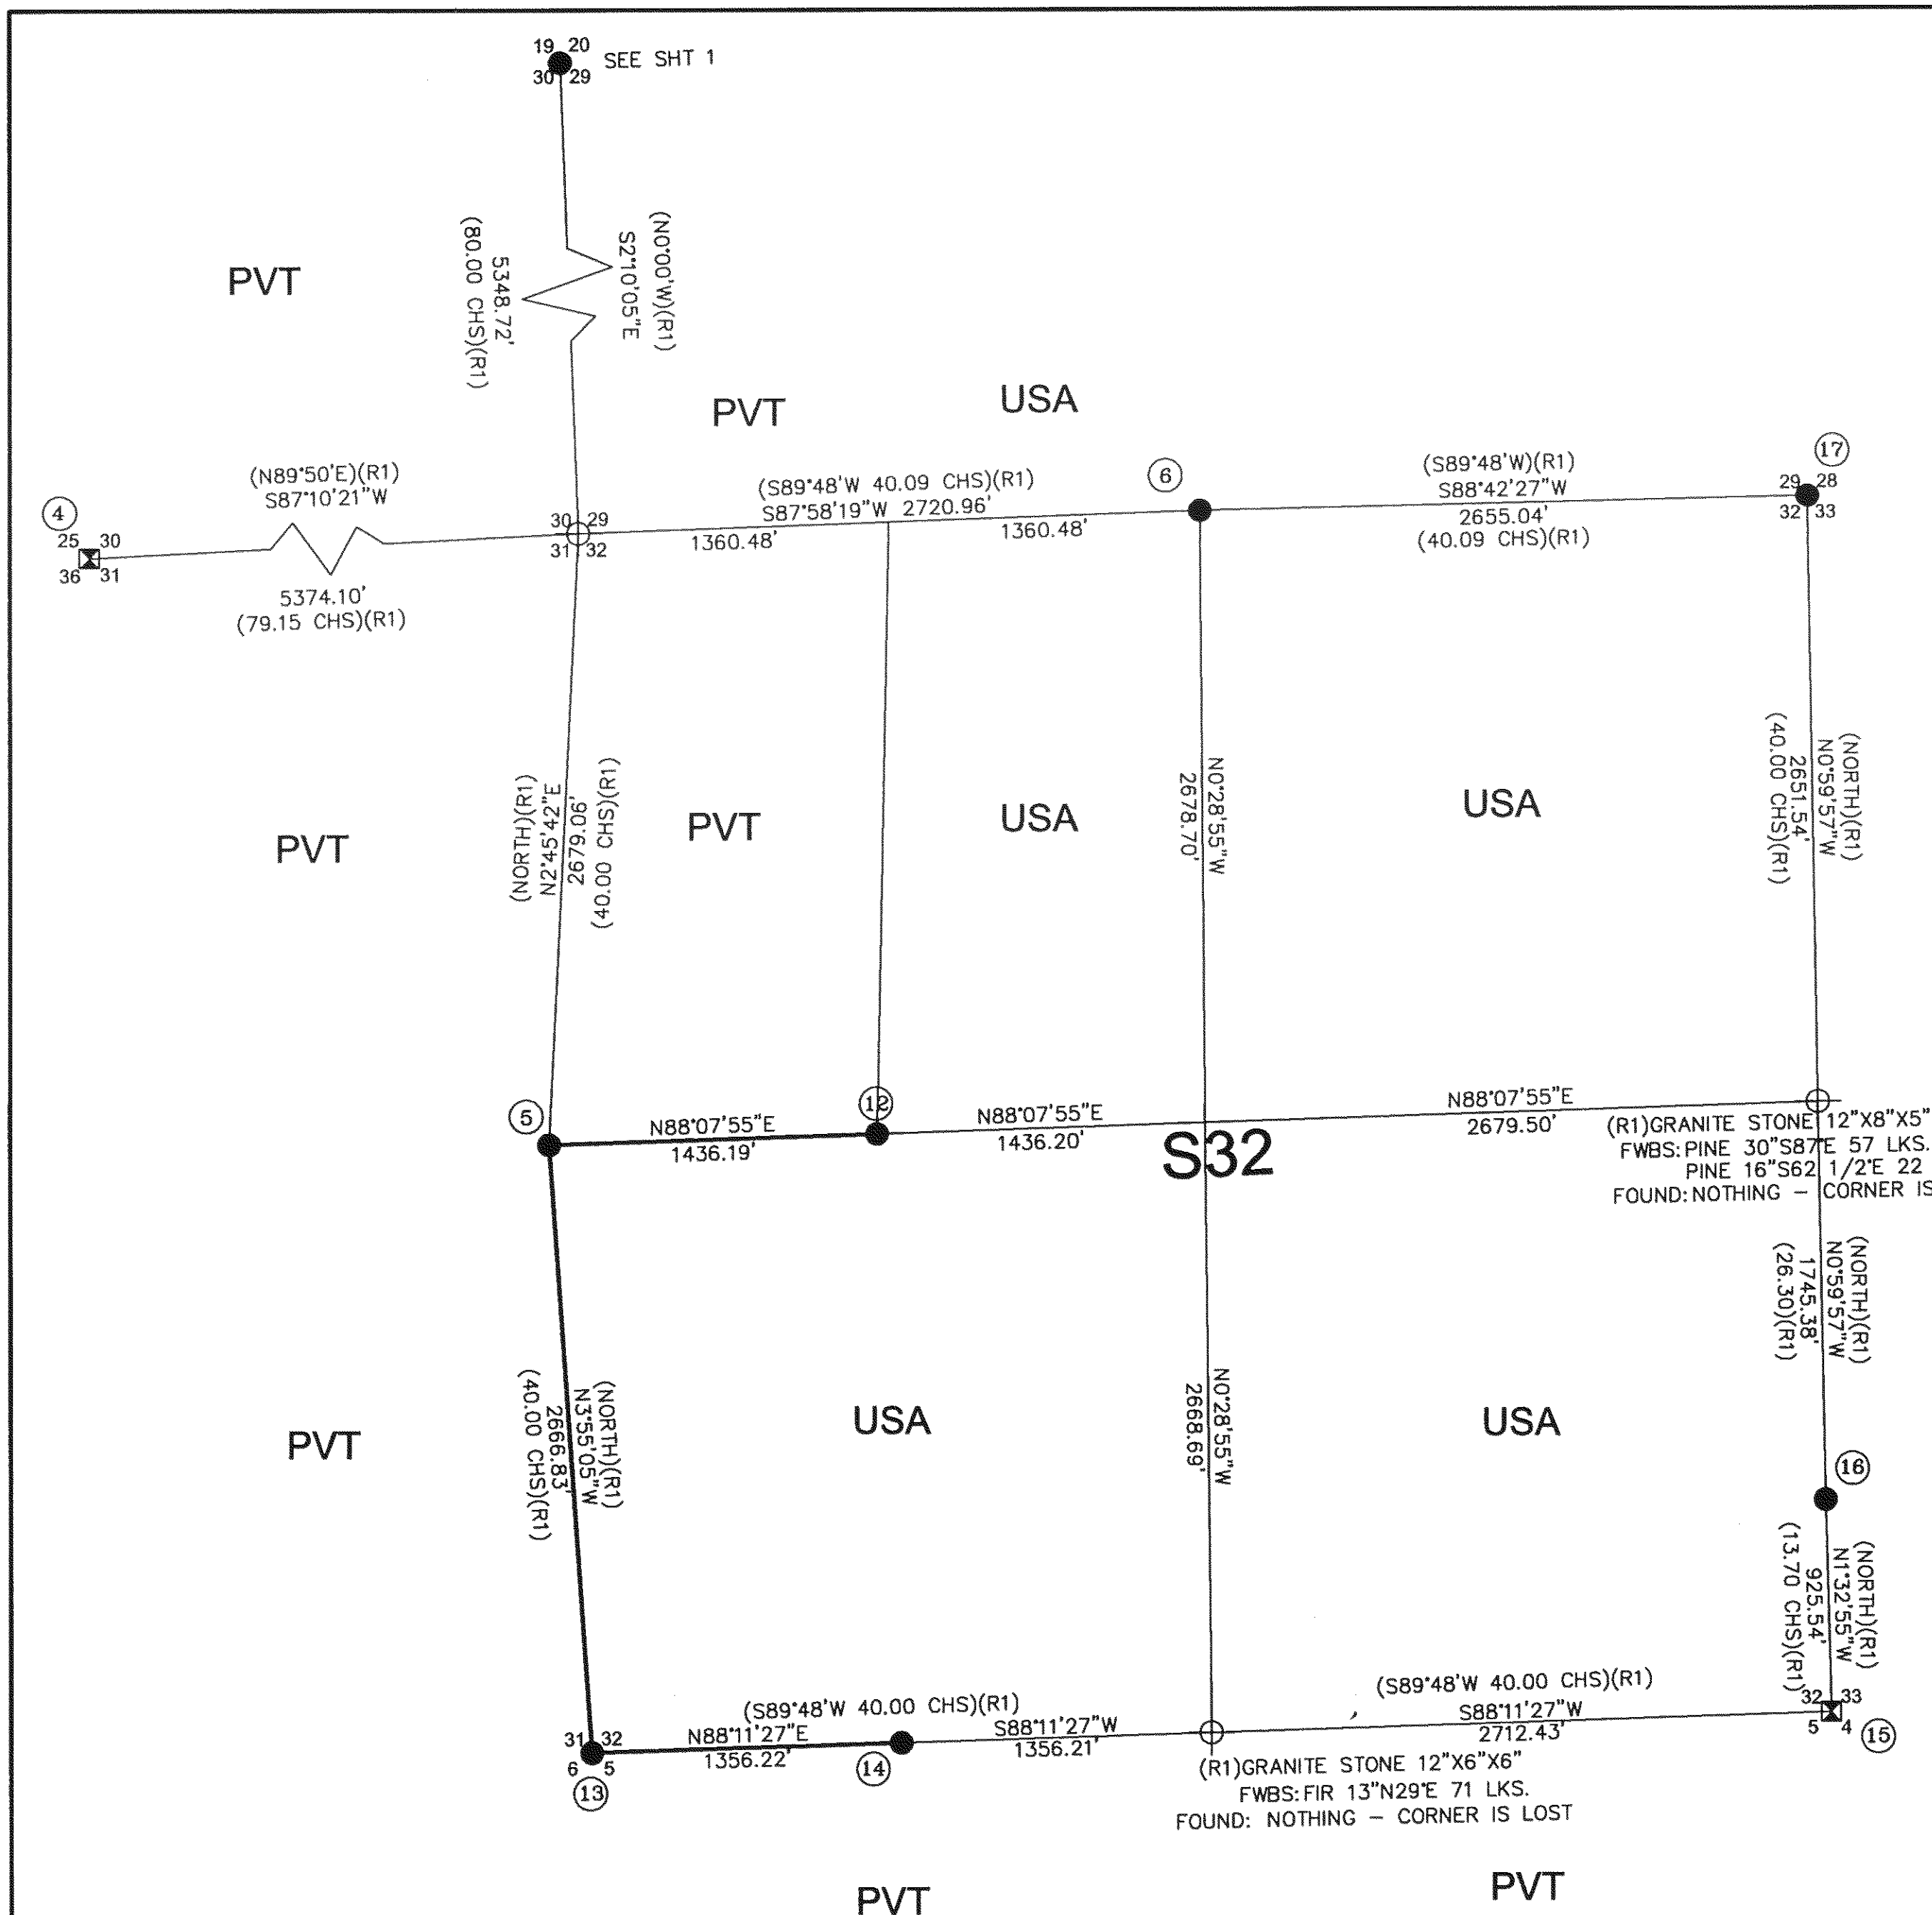 19 20
30 29
SEE SHT 1
PVT
(N0°00'W)(R1)
S2°10'05"E
5348.72'
(80.00 CHS)(R1)
PVT
USA
(N89°50'E)(R1)
S87°10'21"W
4
25 30
36 31
5374.10'
(79.15 CHS)(R1)
30 29
31 32
(S89°48'W 40.09 CHS)(R1)
S87°58'19"W 2720.96'
1360.48'
1360.48'
6
(S89°48'W)(R1)
S88°42'27"W
2655.04'
(40.09 CHS)(R1)
17
29 28
32 33
(NORTH)(R1)
N2°45'42"E
2679.06'
(40.00 CHS)(R1)
N0°28'55"W
2678.70'
(NORTH)(R1)
N0°59'57"W
2651.54'
(40.00 CHS)(R1)
PVT
PVT
USA
USA
5
N88°07'55"E
1436.19'
12
N88°07'55"E
1436.20'
S32
N88°07'55"E
2679.50'
(R1)GRANITE STONE 12"X8"X5"
FWBS: PINE 30"S87°E 57 LKS.
PINE 16"S62 1/2°E 22
FOUND: NOTHING – CORNER IS
(NORTH)(R1)
N0°59'57"W
1745.38'
(26.30)(R1)
(NORTH)(R1)
N3°55'05"W
2666.83'
(40.00 CHS)(R1)
N0°28'55"W
2668.69'
PVT
USA
USA
16
(NORTH)(R1)
N1°32'55"W
925.54'
(13.70 CHS)(R1)
31 32
6 5
13
(S89°48'W 40.00 CHS)(R1)
N88°11'27"E
1356.22'
14
S88°11'27"W
1356.21'
(S89°48'W 40.00 CHS)(R1)
S88°11'27"W
2712.43'
32 33
5 4
15
(R1)GRANITE STONE 12"X6"X6"
FWBS: FIR 13"N29°E 71 LKS.
FOUND: NOTHING – CORNER IS LOST
PVT
PVT